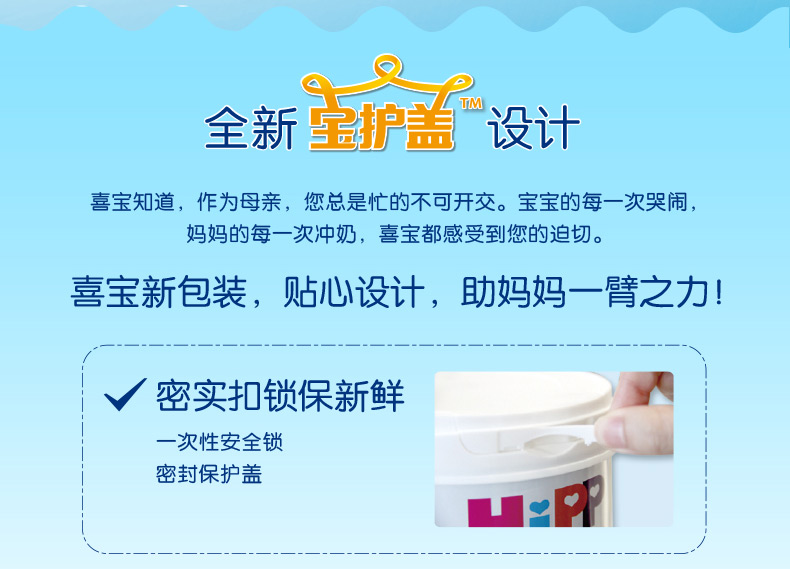 全新宝护盖™设计
喜宝知道，作为母亲，您总是忙的不可开交。宝宝的每一次哭闹，
妈妈的每一次冲奶，喜宝都感受到您的迫切。
喜宝新包装，贴心设计，助妈妈一臂之力！
密实扣锁保新鲜
一次性安全锁
密封保护盖
HiPP